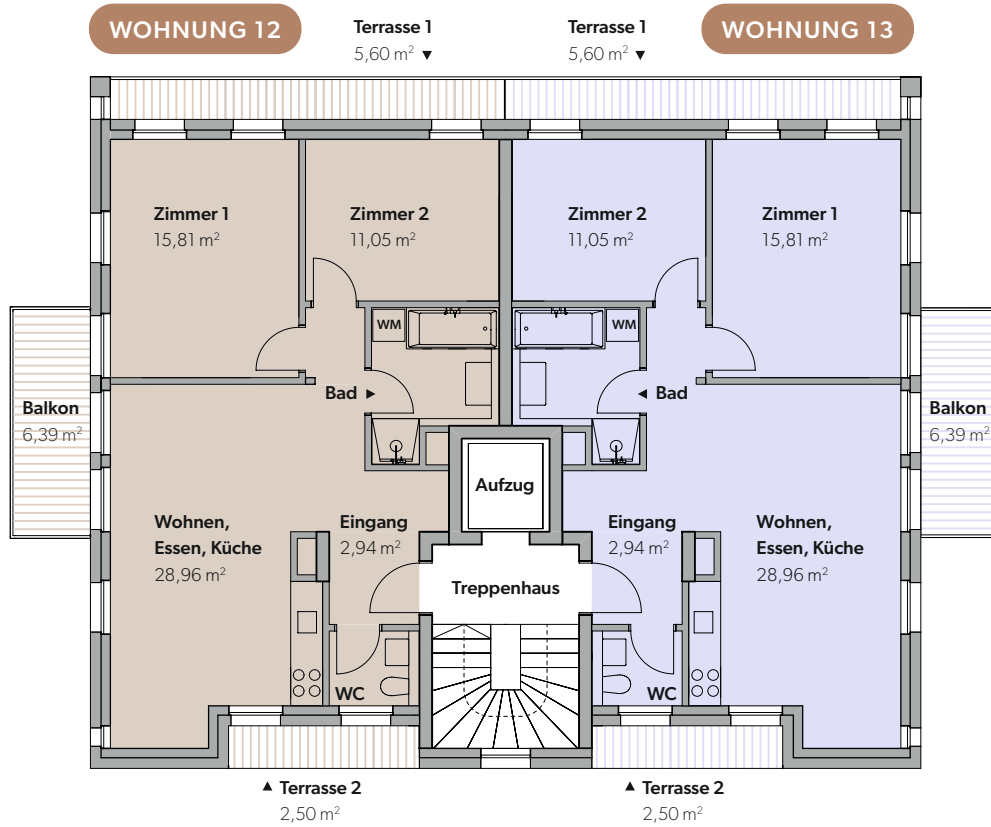 WOHNUNG 12
Terrasse 1
5,60 m² ▼
Terrasse 1
5,60 m² ▼
WOHNUNG 13
Zimmer 1
15,81 m²
Zimmer 2
11,05 m²
Zimmer 2
11,05 m²
Zimmer 1
15,81 m²
WM
WM
Bad ▶
◀ Bad
Balkon
6,39 m²
Balkon
6,39 m²
Aufzug
Wohnen,
Essen, Küche
28,96 m²
Eingang
2,94 m²
Eingang
2,94 m²
Wohnen,
Essen, Küche
28,96 m²
Treppenhaus
WC
WC
▲ Terrasse 2
2,50 m²
▲ Terrasse 2
2,50 m²